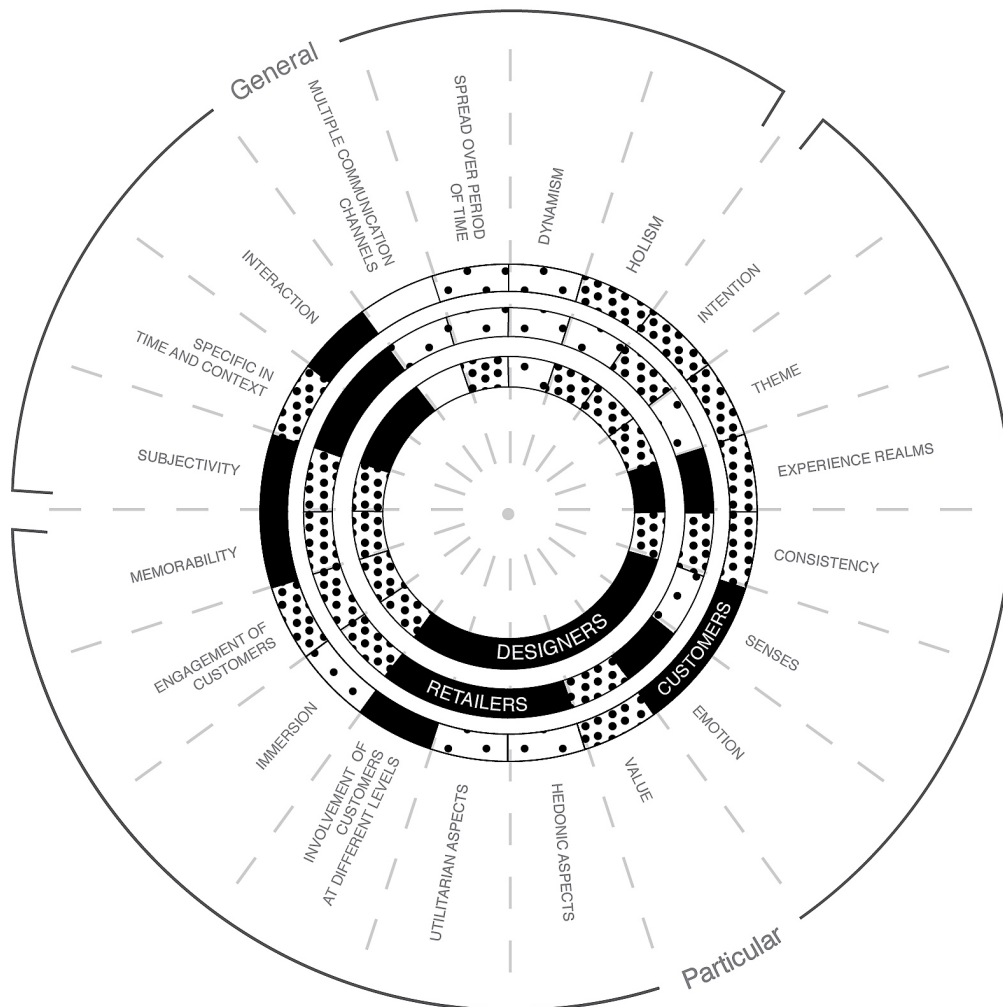 General
MULTIPLE COMMUNICATION
CHANNELS
SPREAD OVER PERIOD
OF TIME
DYNAMISM
HOLISM
INTENTION
THEME
EXPERIENCE REALMS
CONSISTENCY
SENSES
EMOTION
VALUE
HEDONIC ASPECTS
UTILITARIAN ASPECTS
INVOLVEMENT OF
CUSTOMERS
AT DIFFERENT LEVELS
IMMERSION
ENGAGEMENT OF
CUSTOMERS
MEMORABILITY
SUBJECTIVITY
SPECIFIC IN
TIME AND CONTEXT
INTERACTION
DESIGNERS
RETAILERS
CUSTOMERS
Particular